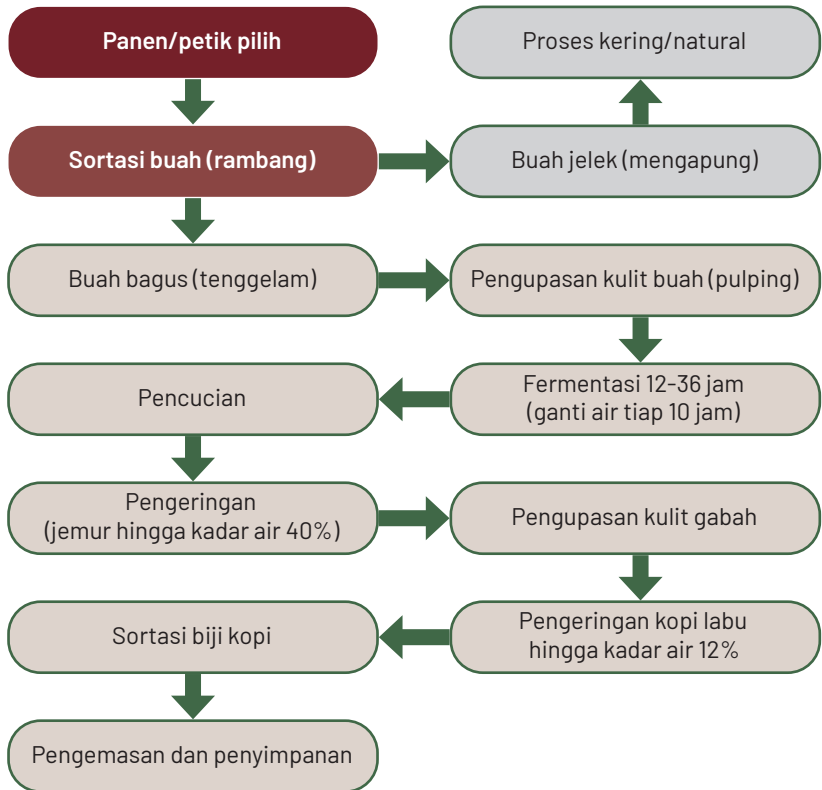 Panen/petik pilih
Proses kering/natural
Sortasi buah (rambang)
Buah jelek (mengapung)
Buah bagus (tenggelam)
Pengupasan kulit buah (pulping)
Pencucian
Fermentasi 12-36 jam
(ganti air tiap 10 jam)
Pengeringan
(jemur hingga kadar air 40%)
Pengupasan kulit gabah
Sortasi biji kopi
Pengeringan kopi labu
hingga kadar air 12%
Pengemasan dan penyimpanan